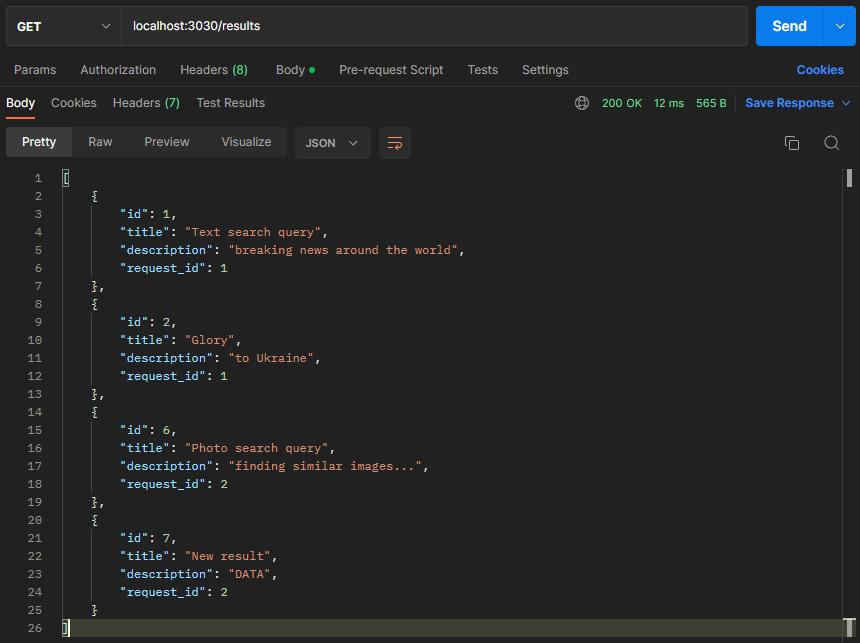 GET localhost:3030/results Send
Params Authorization Headers (8) Body Pre-request Script Tests Settings Cookies
Body Cookies Headers (7) Test Results 200 OK 12 ms 565 B Save Response
Pretty Raw Preview Visualize JSON
1 [
2 {
3 "id": 1,
4 "title": "Text search query",
5 "description": "breaking news around the world",
6 "request_id": 1
7 },
8 {
9 "id": 2,
10 "title": "Glory",
11 "description": "to Ukraine",
12 "request_id": 1
13 },
14 {
15 "id": 6,
16 "title": "Photo search query",
17 "description": "finding similar images...",
18 "request_id": 2
19 },
20 {
21 "id": 7,
22 "title": "New result",
23 "description": "DATA",
24 "request_id": 2
25 }
26 ]